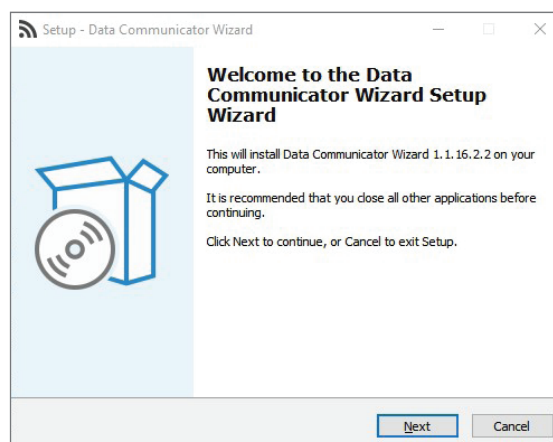 Setup - Data Communicator Wizard
Welcome to the Data
Communicator Wizard Setup
Wizard
This will install Data Communicator Wizard 1.1.16.2.2 on your
computer.
It is recommended that you close all other applications before
continuing.
Click Next to continue, or Cancel to exit Setup.
Next Cancel